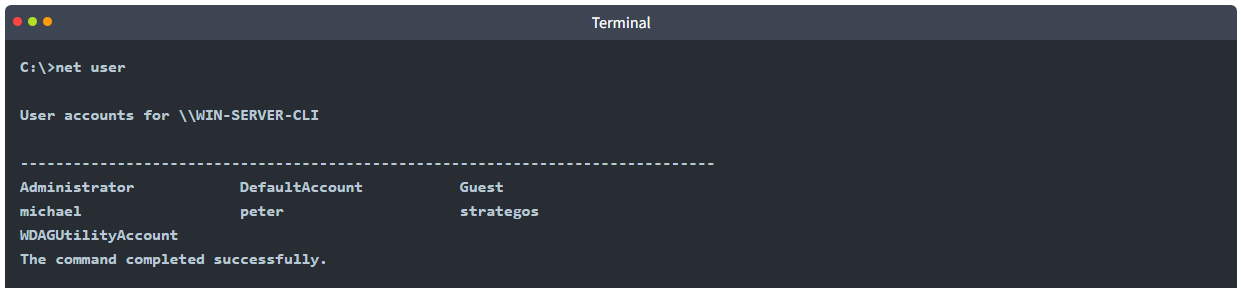 Terminal
C:\>net user
User accounts for \\WIN-SERVER-CLI
-------------------------------------------------------------------------------
Administrator            DefaultAccount           Guest
michael                  peter                    strategos
WDAGUtilityAccount
The command completed successfully.